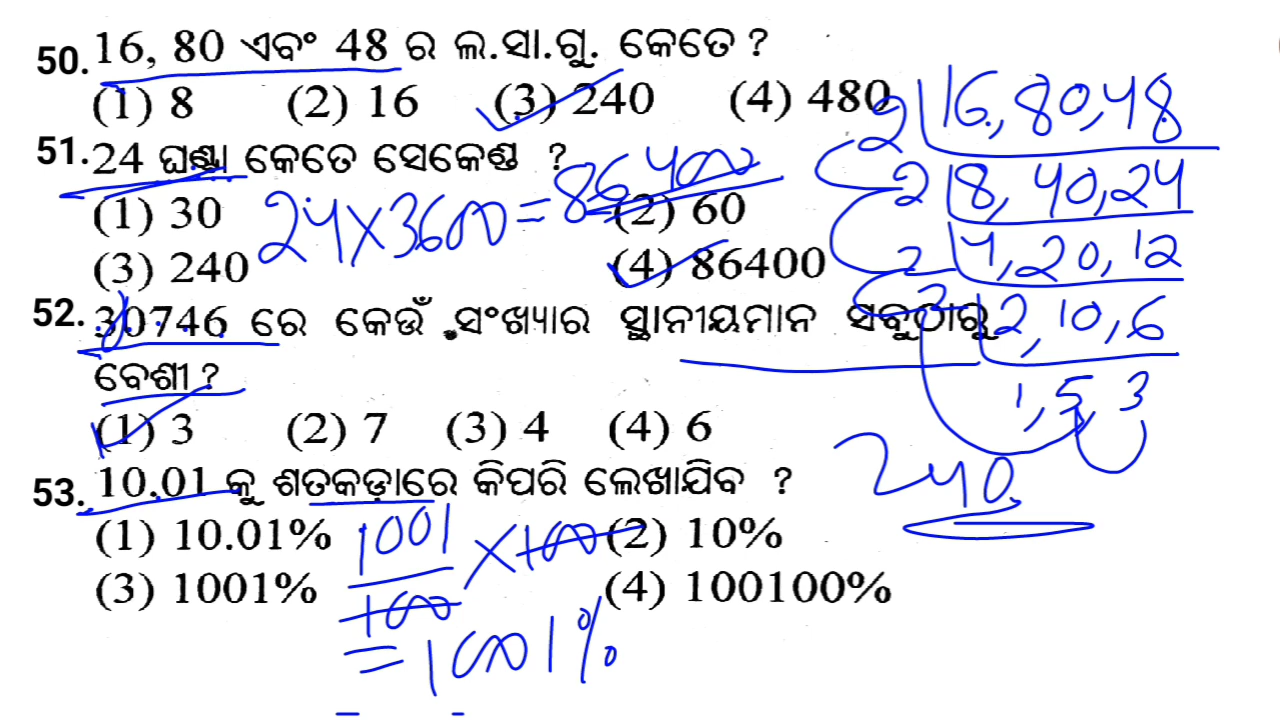 50. 16, 80 ଏବଂ 48 ର ଲ.ସା.ଗୁ. କେତେ ?
(1) 8 (2) 16 (3) 240 (4) 480
51. 24 ଘଣ୍ଟା କେତେ ସେକେଣ୍ଡ ?
(1) 30 (2) 60
(3) 240 (4) 86400
52. 30746 ରେ କେଉଁ ସଂଖ୍ୟାର ସ୍ଥାନୀୟମାନ ସବୁଠାରୁ
ବେଶୀ ?
(1) 3 (2) 7 (3) 4 (4) 6
53. 10.01 କୁ ଶତକଡ଼ାରେ କିପରି ଲେଖାଯିବ ?
(1) 10.01% (2) 10%
(3) 1001% (4) 100100%
2 16, 80, 48
2 8, 40, 24
2 4, 20, 12
2 2, 10, 6
1, 5, 3
240
24 × 3600 = 86400
1001
× 100
100
= 1001%